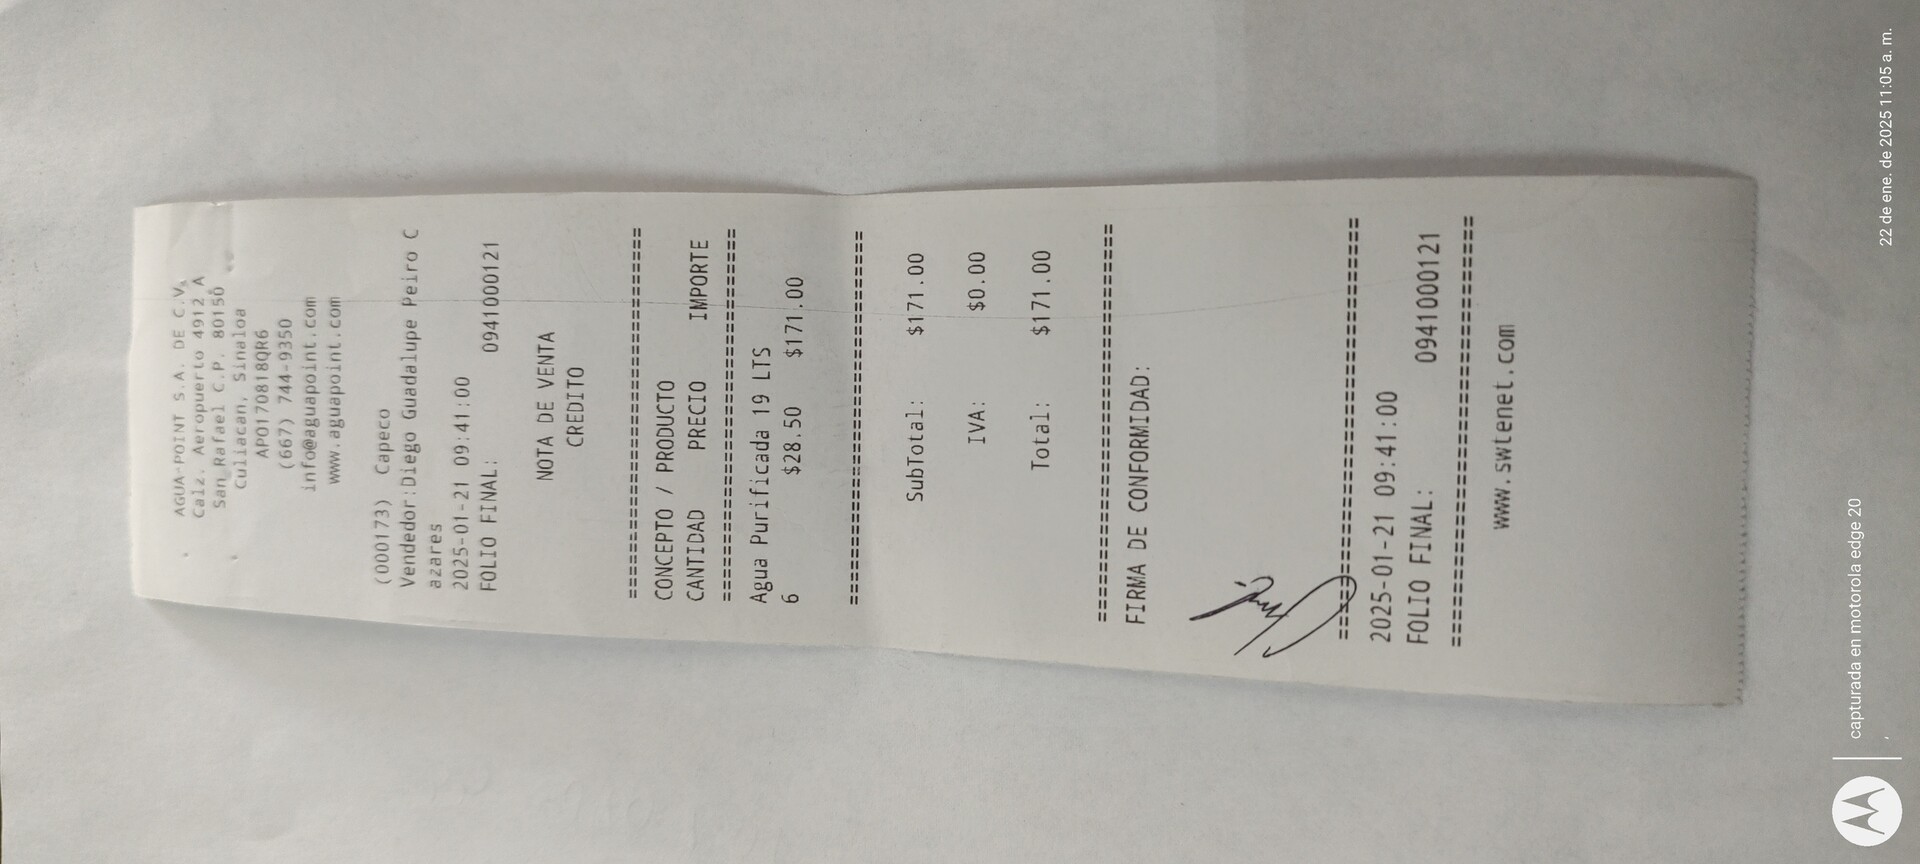 AGUA-POINT S.A. DE C.V.
Calz. Aeropuerto 4912 A
San Rafael C.P. 80150
Culiacan, Sinaloa
APO170818QR6
(667) 744-9350
info@aguapoint.com
www.aguapoint.com
(000173) Capeco
Vendedor:Diego Guadalupe Peiro C
azares
2025-01-21 09:41:00
FOLIO FINAL: 0941000121
NOTA DE VENTA
CREDITO
================================
CONCEPTO / PRODUCTO
CANTIDAD PRECIO IMPORTE
================================
Agua Purificada 19 LTS
6 $28.50 $171.00
================================
SubTotal: $171.00
IVA: $0.00
Total: $171.00
================================
FIRMA DE CONFORMIDAD:
================================
2025-01-21 09:41:00
FOLIO FINAL: 0941000121
================================
www.swtenet.com
capturada en motorola edge 20
22 de ene. de 2025 11:05 a. m.